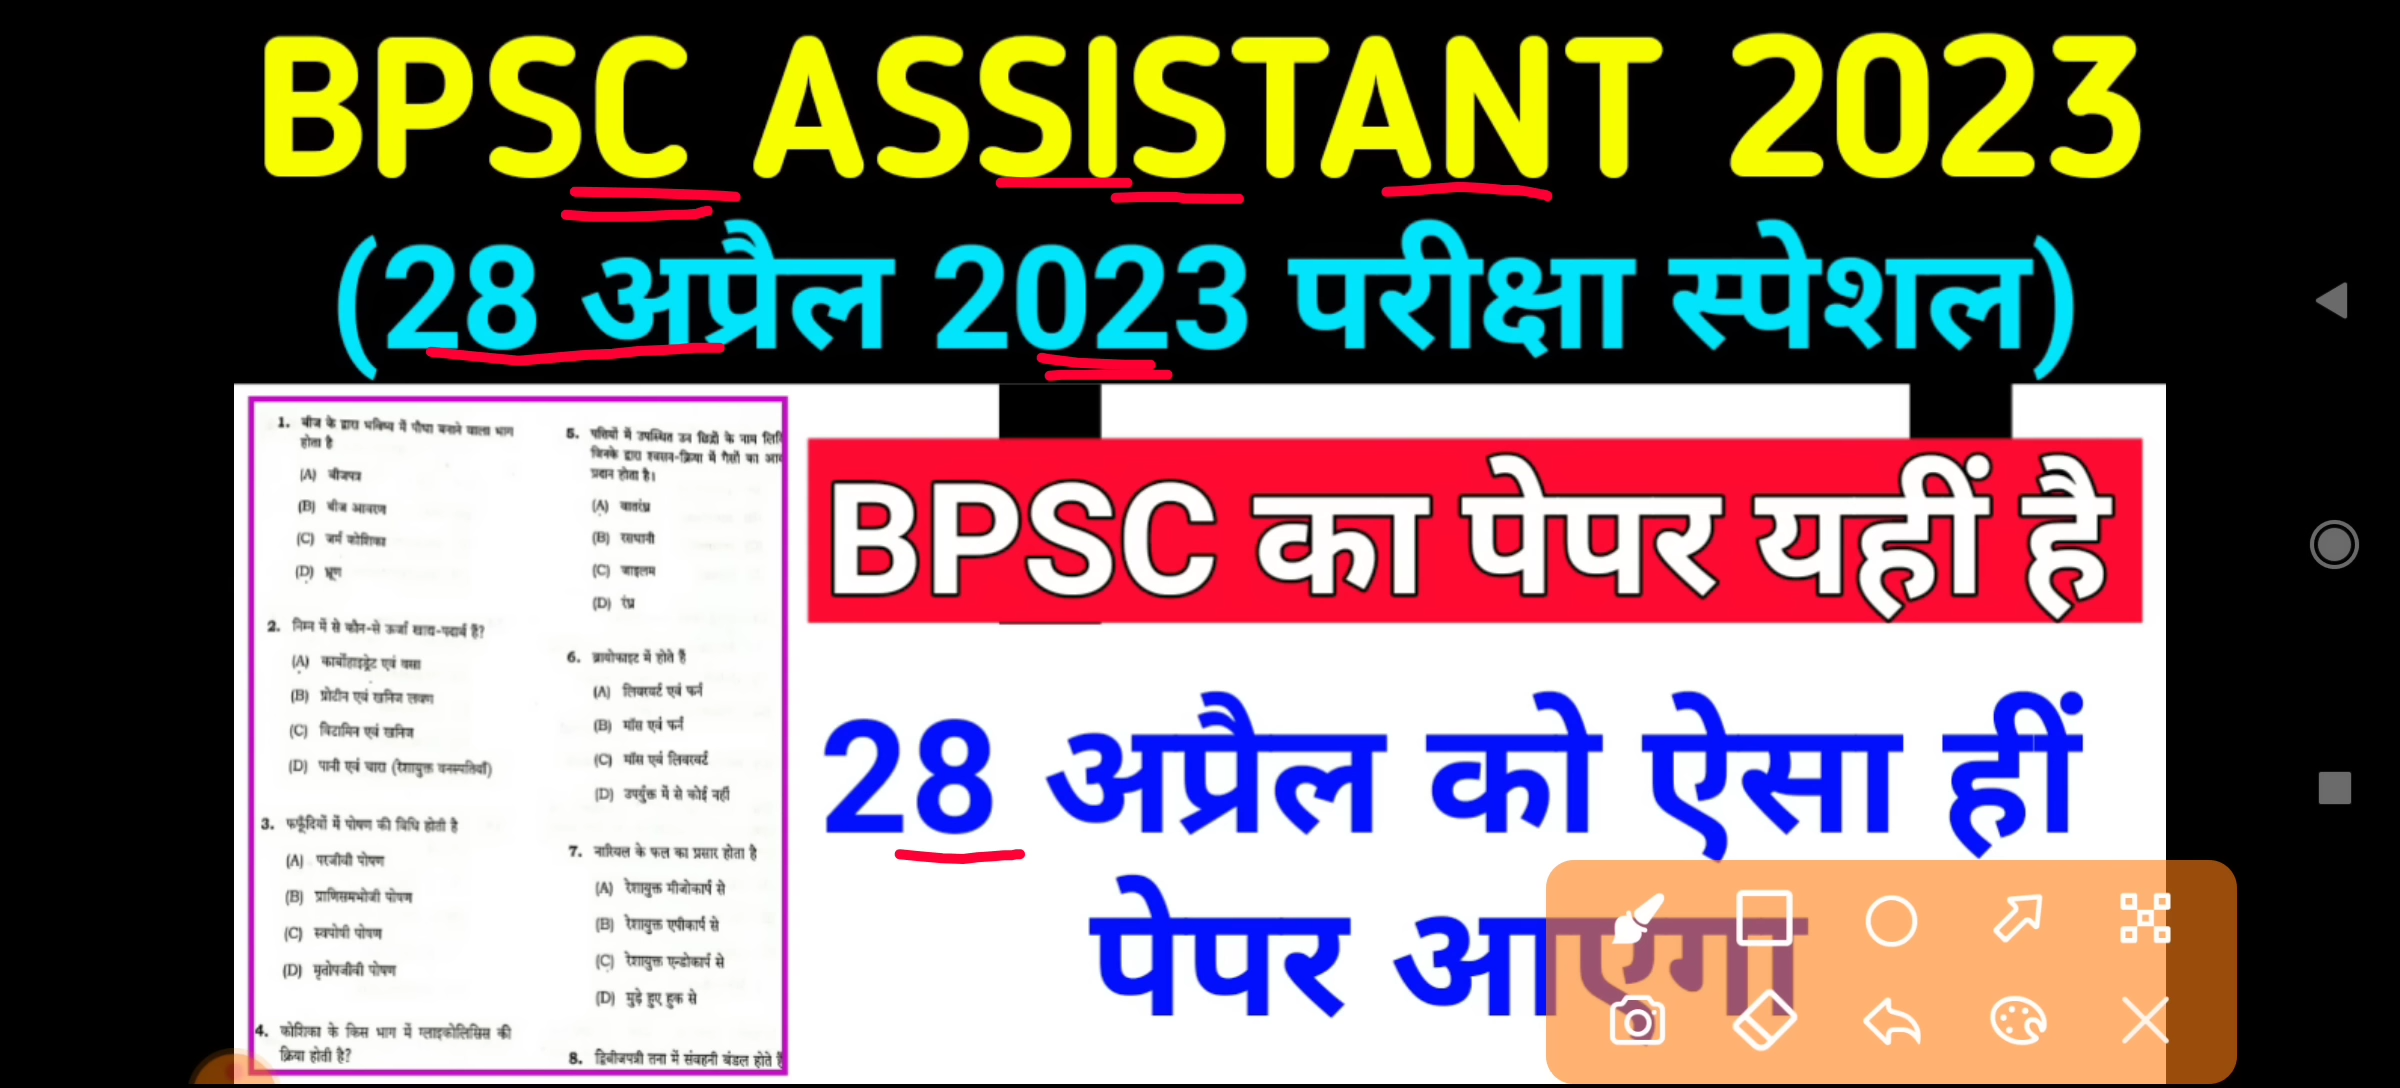 BPSC ASSISTANT 2023
(28 अप्रैल 2023 परीक्षा स्पेशल)
1. बीज के द्वारा भविष्य में पौधा बनाने वाला भाग
होता है
(A) बीजपत्र
(B) बीज आवरण
(C) जर्म कोशिका
(D) भ्रूण
2. निम्न में से कौन-से ऊर्जा खाद्य-पदार्थ हैं?
(A) कार्बोहाइड्रेट एवं वसा
(B) प्रोटीन एवं खनिज लवण
(C) विटामिन एवं खनिज
(D) पानी एवं चारा (रेशायुक्त वनस्पतियाँ)
3. फफूँदियों में पोषण की विधि होती है
(A) परजीवी पोषण
(B) प्राणिसमभोजी पोषण
(C) स्वपोषी पोषण
(D) मृतोपजीवी पोषण
4. कोशिका के किस भाग में ग्लाइकोलिसिस की
क्रिया होती है?
5. पत्तियों में उपस्थित उन छिद्रों के नाम
जिनके द्वारा श्वसन-क्रिया में गैसों का
प्रदान होता है।
(A) वातरंध्र
(B) रसधानी
(C) जाइलम
(D) रंध्र
6. ब्रायोफाइट में होते हैं
(A) लिवरवर्ट एवं फर्न
(B) मॉस एवं फर्न
(C) मॉस एवं लिवरवर्ट
(D) उपर्युक्त में से कोई नहीं
7. नारियल के फल का प्रसार होता है
(A) रेशायुक्त मीजोकार्प से
(B) रेशायुक्त एपीकार्प से
(C) रेशायुक्त एन्डोकार्प से
(D) मुड़े हुए हुक से
8. द्विबीजपत्री तना में संवहनी बंडल होते हैं
BPSC का पेपर यहीं है
28 अप्रैल को ऐसा हीं
पेपर आएगा